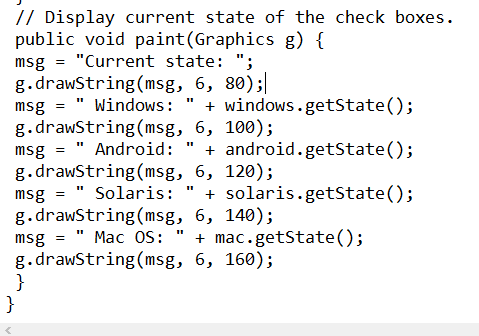 }
// Display current state of the check boxes.
public void paint(Graphics g) {
msg = "Current state: ";
g.drawString(msg, 6, 80);
msg = " Windows: " + windows.getState();
g.drawString(msg, 6, 100);
msg = " Android: " + android.getState();
g.drawString(msg, 6, 120);
msg = " Solaris: " + solaris.getState();
g.drawString(msg, 6, 140);
msg = " Mac OS: " + mac.getState();
g.drawString(msg, 6, 160);
}
}